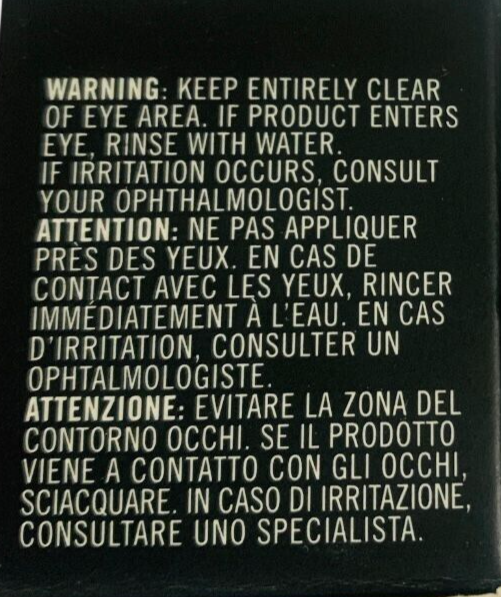 WARNING: KEEP ENTIRELY CLEAR
OF EYE AREA. IF PRODUCT ENTERS
EYE, RINSE WITH WATER.
IF IRRITATION OCCURS, CONSULT
YOUR OPHTHALMOLOGIST.
ATTENTION: NE PAS APPLIQUER
PRÈS DES YEUX. EN CAS DE
CONTACT AVEC LES YEUX, RINCER
IMMÉDIATEMENT À L'EAU. EN CAS
D'IRRITATION, CONSULTER UN
OPHTALMOLOGISTE.
ATTENZIONE: EVITARE LA ZONA DEL
CONTORNO OCCHI. SE IL PRODOTTO
VIENE A CONTATTO CON GLI OCCHI,
SCIACQUARE. IN CASO DI IRRITAZIONE,
CONSULTARE UNO SPECIALISTA.